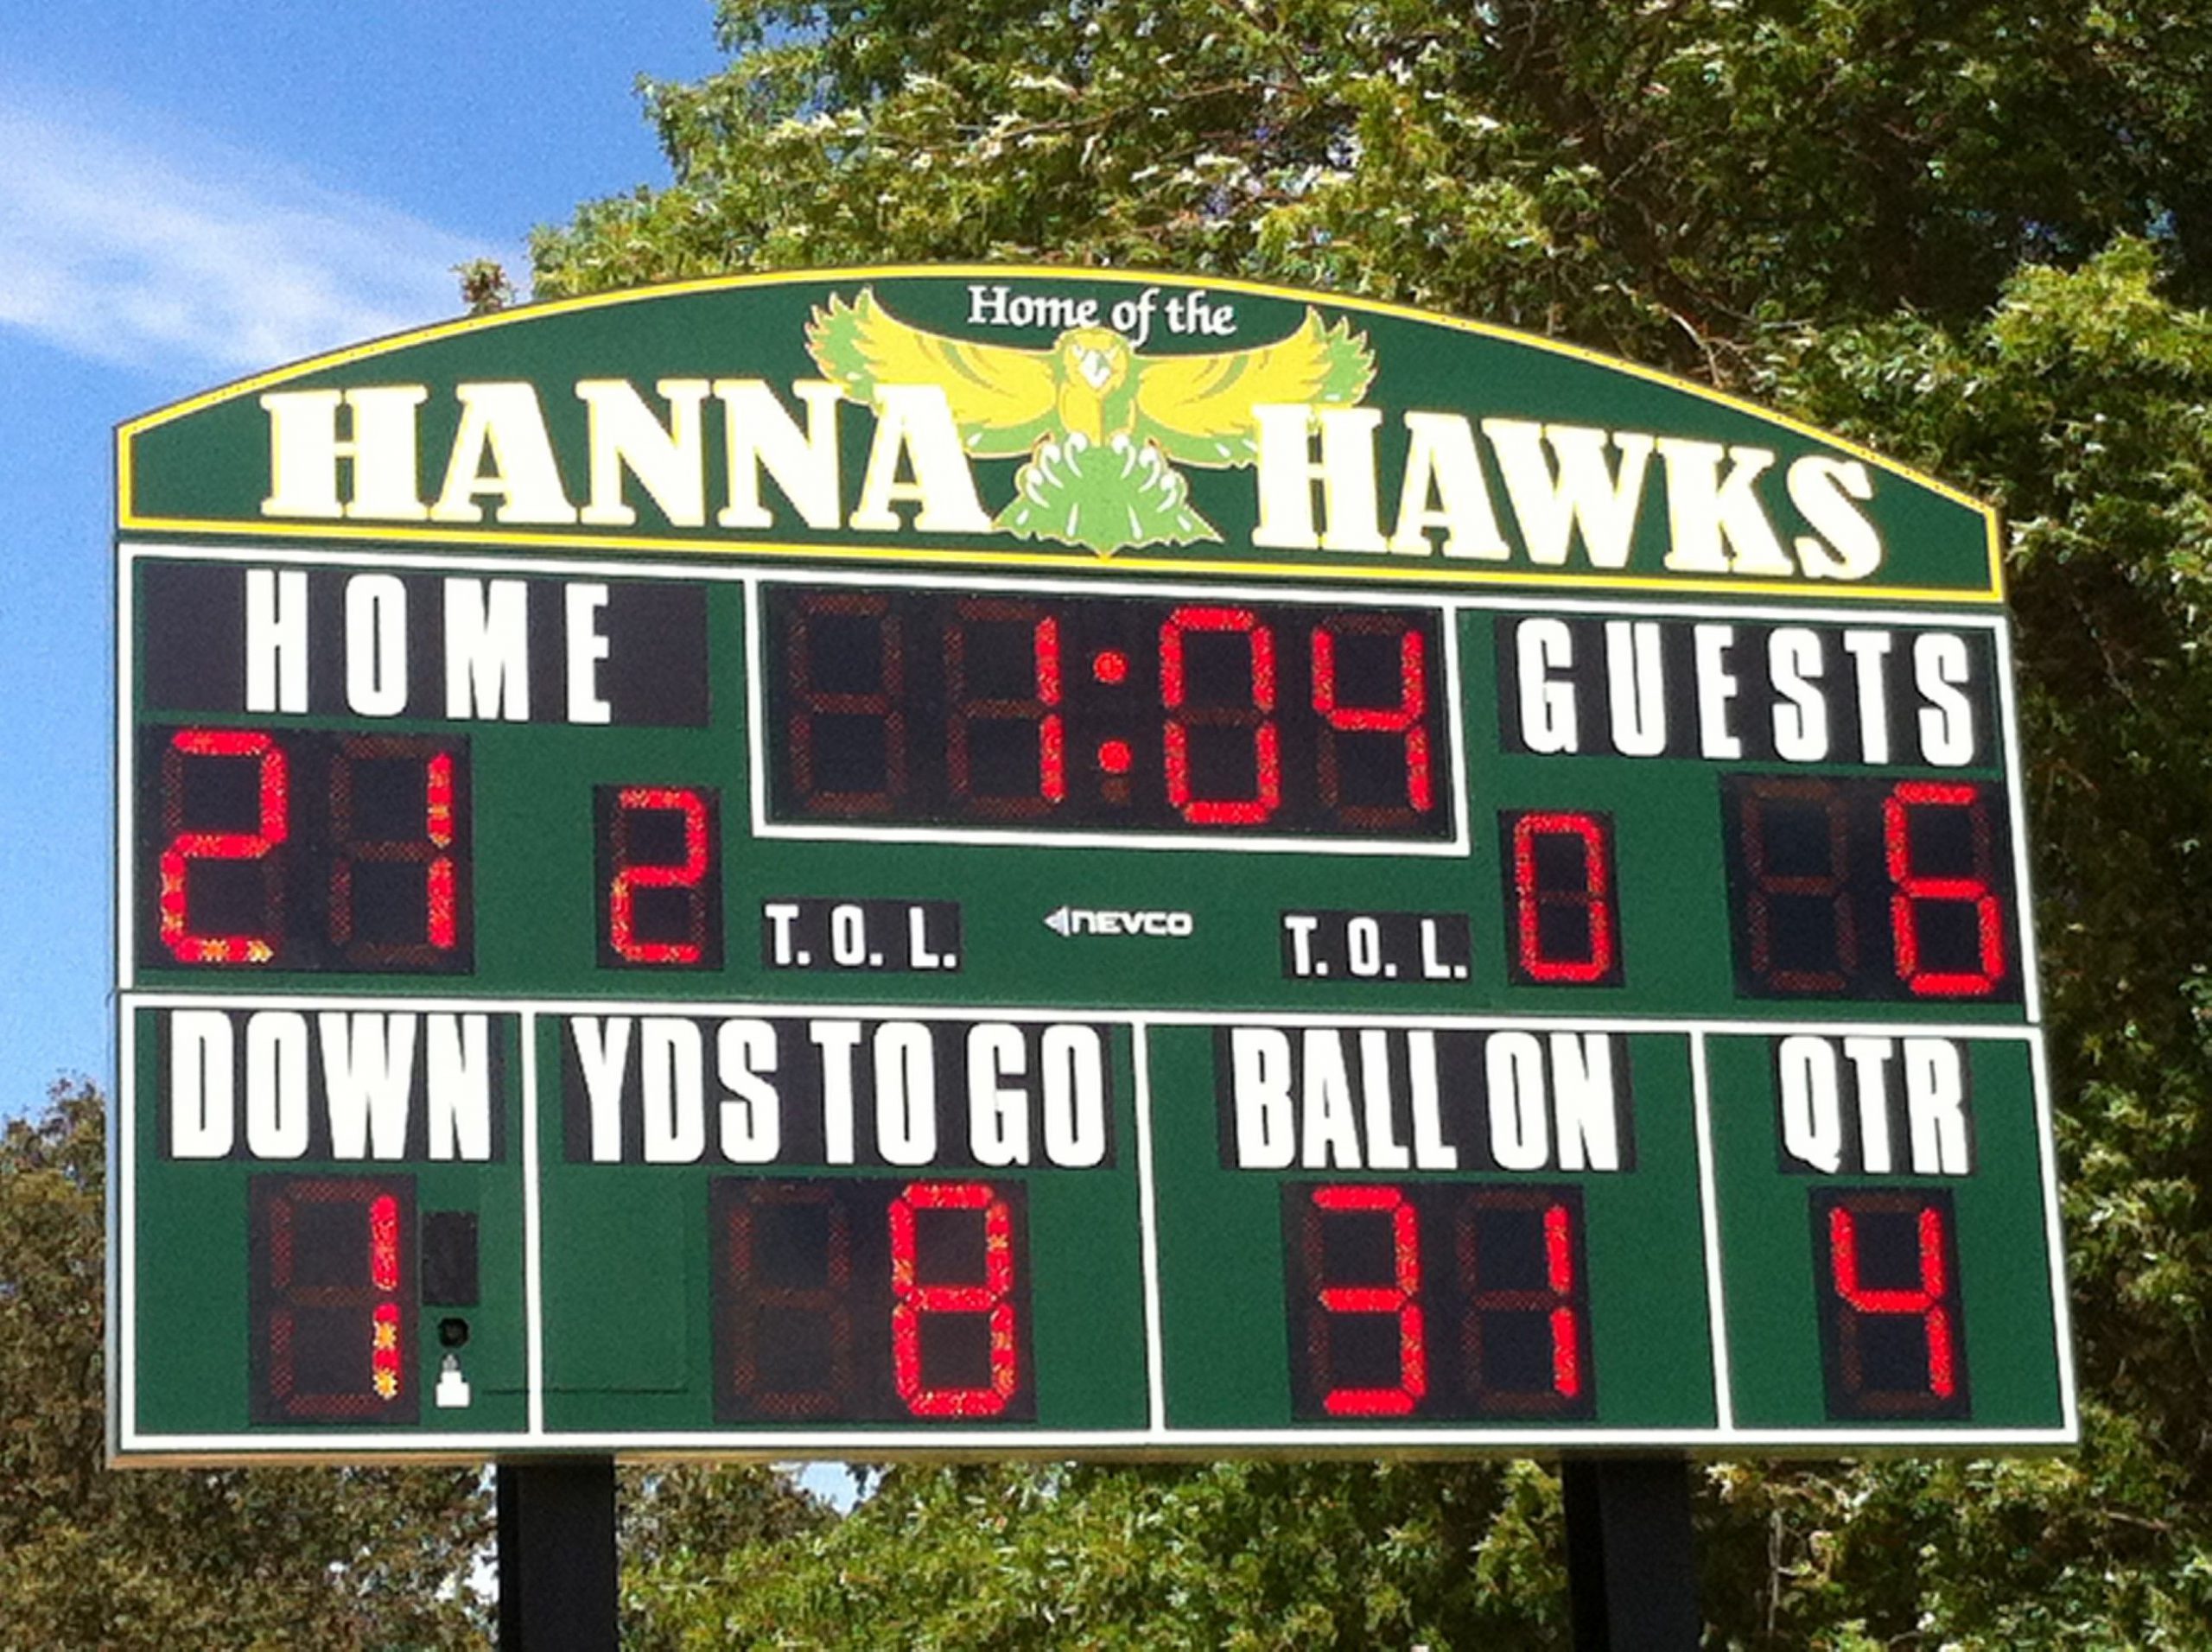 Home of the
HANNA HAWKS
HOME 1:04 GUESTS
21 2 T.O.L. NEVCO T.O.L. 0 6
DOWN YDS TO GO BALL ON QTR
1 8 31 4